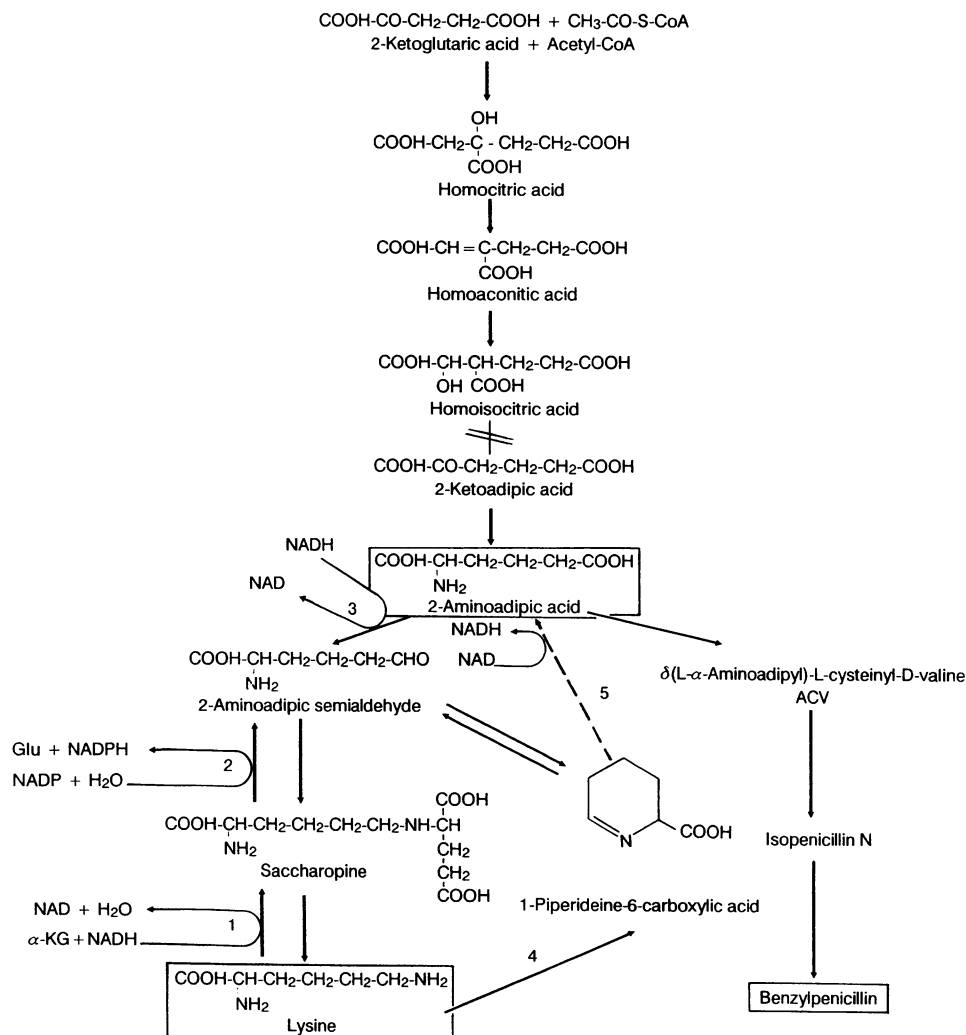 COOH-CO-CH2-CH2-COOH + CH3-CO-S-CoA
2-Ketoglutaric acid + Acetyl-CoA
OH
COOH-CH2-C - CH2-CH2-COOH
COOH
Homocitric acid
COOH-CH=C-CH2-CH2-COOH
COOH
Homoaconitic acid
COOH-CH-CH-CH2-CH2-COOH
OH COOH
Homoisocitric acid
COOH-CO-CH2-CH2-CH2-COOH
2-Ketoadipic acid
NADH
NAD
3
COOH-CH-CH2-CH2-CH2-COOH
NH2
2-Aminoadipic acid
NADH
NAD
5
COOH-CH-CH2-CH2-CH2-CHO
NH2
2-Aminoadipic semialdehyde
δ(L-α-Aminoadipyl)-L-cysteinyl-D-valine
ACV
Glu + NADPH
NADP + H2O
2
COOH-CH-CH2-CH2-CH2-CH2-NH-CH
NH2
COOH
CH2
CH2
COOH
Saccharopine
N
COOH
1-Piperideine-6-carboxylic acid
Isopenicillin N
NAD + H2O
α-KG+NADH
1
4
COOH-CH-CH2-CH2-CH2-CH2-NH2
NH2
Lysine
Benzylpenicillin